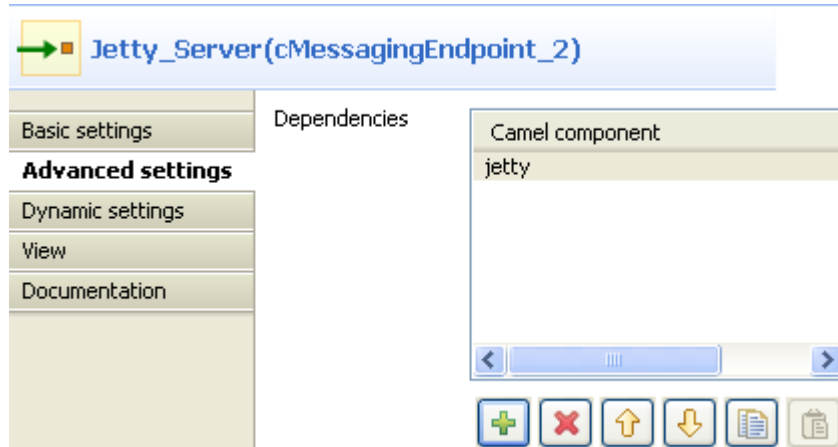 Jetty_Server(cMessagingEndpoint_2)
Basic settings
Advanced settings
Dynamic settings
View
Documentation
Dependencies
Camel component
jetty